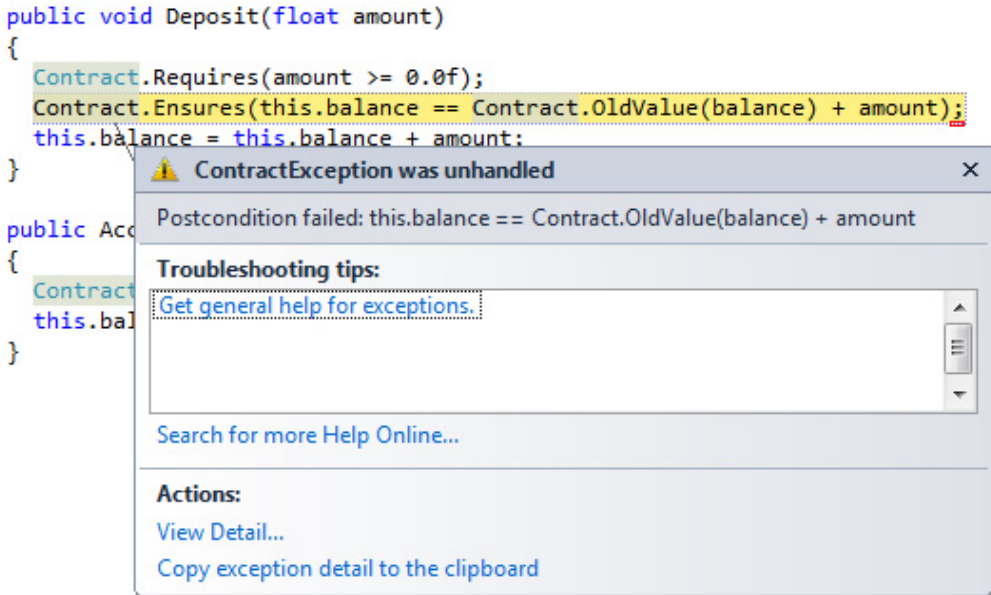 public void Deposit(float amount)
{
Contract.Requires(amount >= 0.0f);
Contract.Ensures(this.balance == Contract.OldValue(balance) + amount);
this.balance = this.balance + amount;
}
ContractException was unhandled
Postcondition failed: this.balance == Contract.OldValue(balance) + amount
public Acc
{
Troubleshooting tips:
Contract
Get general help for exceptions.
this.bal
}
Search for more Help Online...
Actions:
View Detail...
Copy exception detail to the clipboard